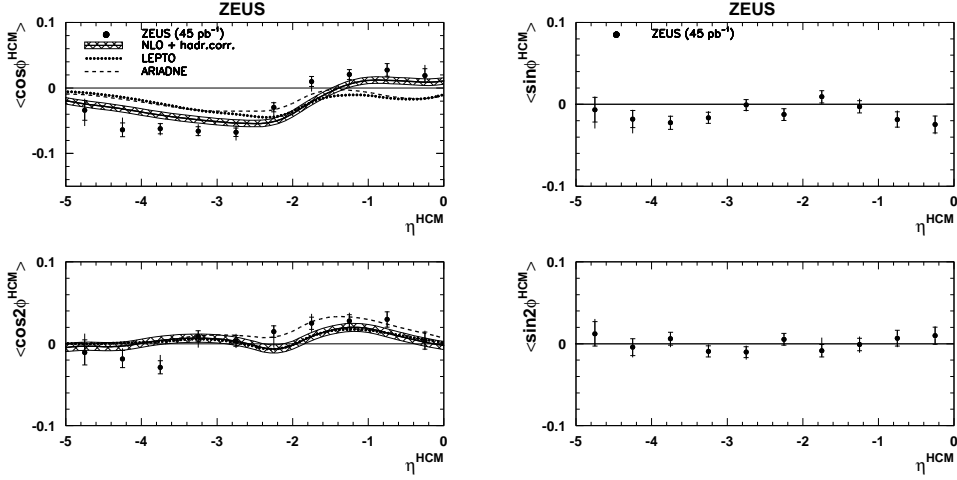 ZEUS
0.1
0
-0.1
<cosϕ^HCM>
ZEUS (45 pb⁻¹)
NLO + hadr.corr.
LEPTO
ARIADNE
-5 -4 -3 -2 -1 0
η^HCM
ZEUS
0.1
0
-0.1
<sinϕ^HCM>
ZEUS (45 pb⁻¹)
-5 -4 -3 -2 -1 0
η^HCM
0.1
0
-0.1
<cos2ϕ^HCM>
-5 -4 -3 -2 -1 0
η^HCM
0.1
0
-0.1
<sin2ϕ^HCM>
-5 -4 -3 -2 -1 0
η^HCM